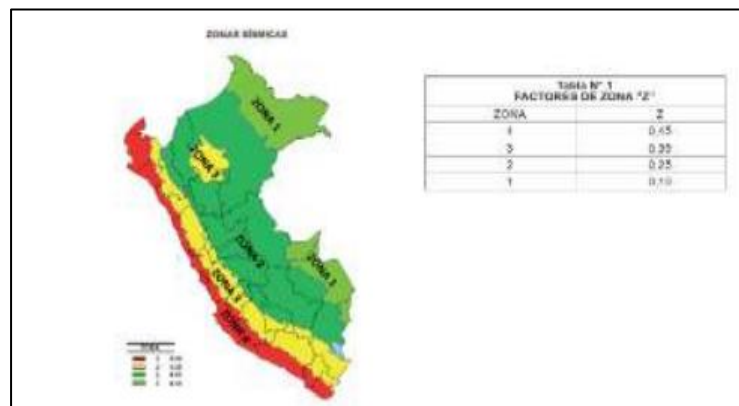 ZONAS SÍSMICAS
ZONA 1
ZONA 3
ZONA 2
ZONA 1
ZONA 3
ZONA 4
Tabla N° 1
FACTORES DE ZONA "Z"
ZONA Z
4 0,45
3 0,35
2 0,25
1 0,10